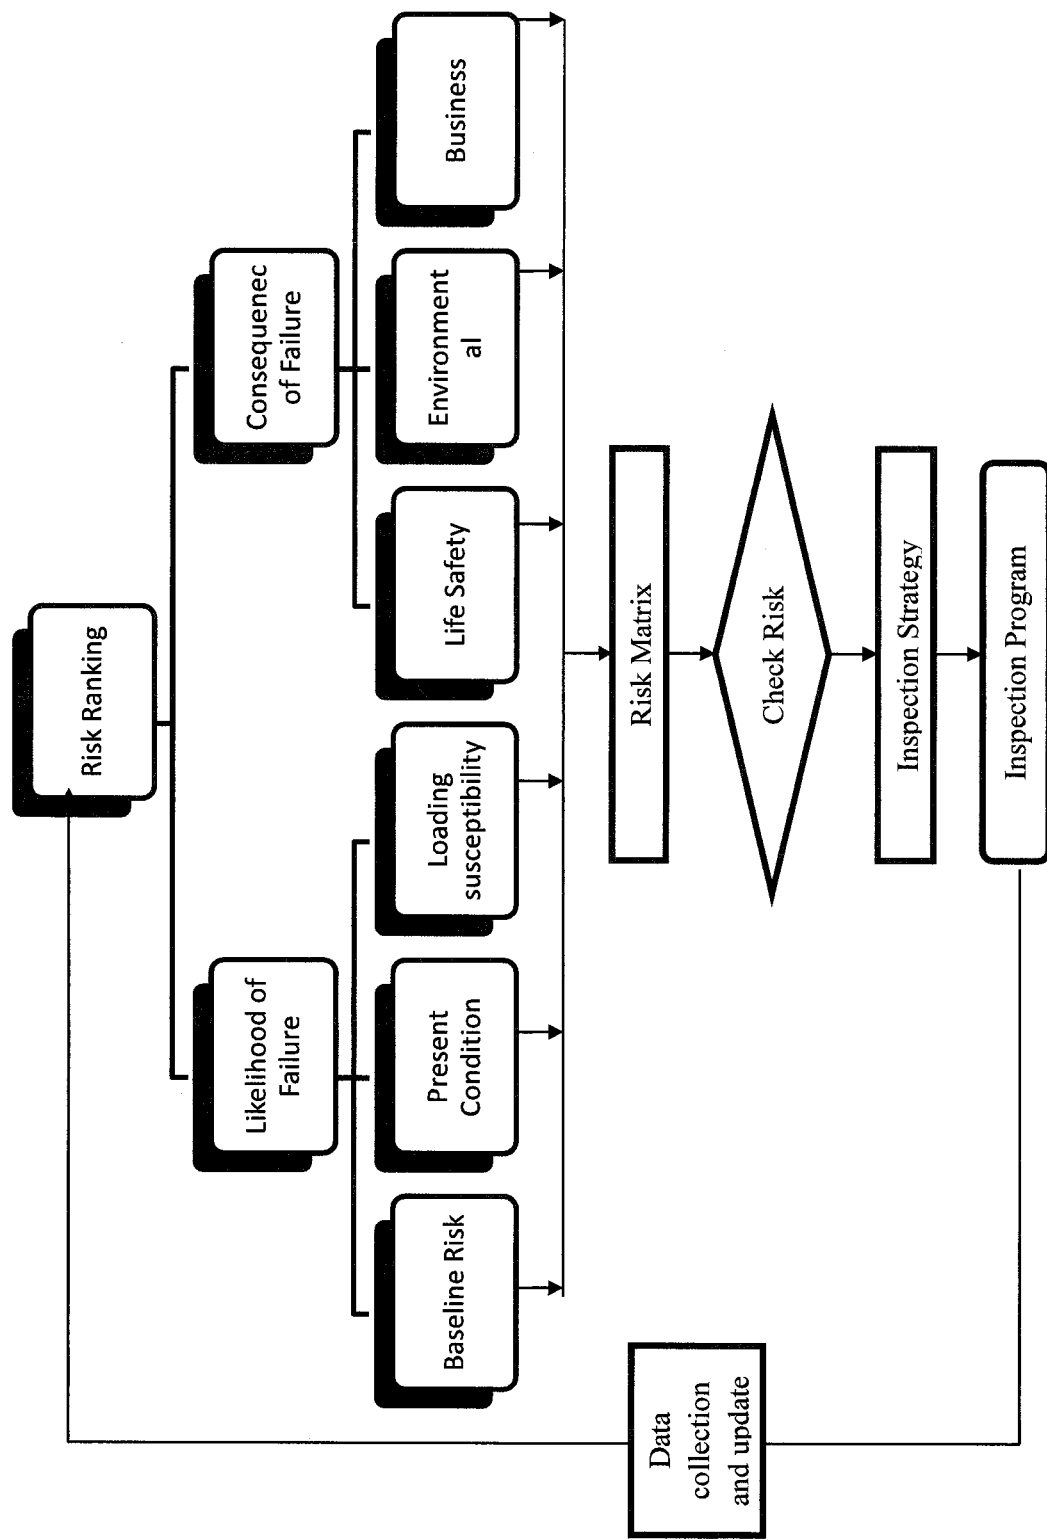 Risk Ranking
Likelihood of
Failure
Consequenec
of Failure
Baseline Risk
Present
Condition
Loading
susceptibility
Life Safety
Environment
al
Business
Risk Matrix
Check Risk
Inspection Strategy
Inspection Program
Data
collection
and update